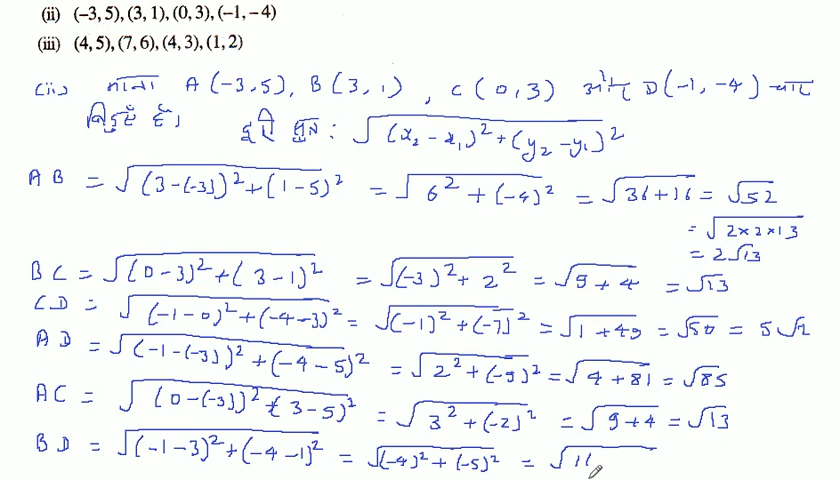 (ii) (−3, 5), (3, 1), (0, 3), (−1, −4)
(iii) (4, 5), (7, 6), (4, 3), (1, 2)
(ii) माना A(-3,5), B(3,1), C(0,3) और D(-1,-4) चार
बिन्दुएँ हैं। दूरी सूत्र: √((x₂ - x₁)² + (y₂ - y₁)²
AB = √((3-(-3))² + (1-5)²) = √(6² + (-4)²) = √(36+16) = √52
= √(2×2×13)
= 2√13
BC = √((0-3)² + (3-1)²) = √((-3)² + 2²) = √(9+4) = √13
CD = √((-1-0)² + (-4-3)²) = √((-1)² + (-7)²) = √(1+49) = √50 = 5√2
AD = √((-1-(-3))² + (-4-5)²) = √(2² + (-9)²) = √(4+81) = √85
AC = √((0-(-3))² + (3-5)²) = √(3² + (-2)²) = √(9+4) = √13
BD = √((-1-3)² + (-4-1)²) = √((-4)² + (-5)²) = √1